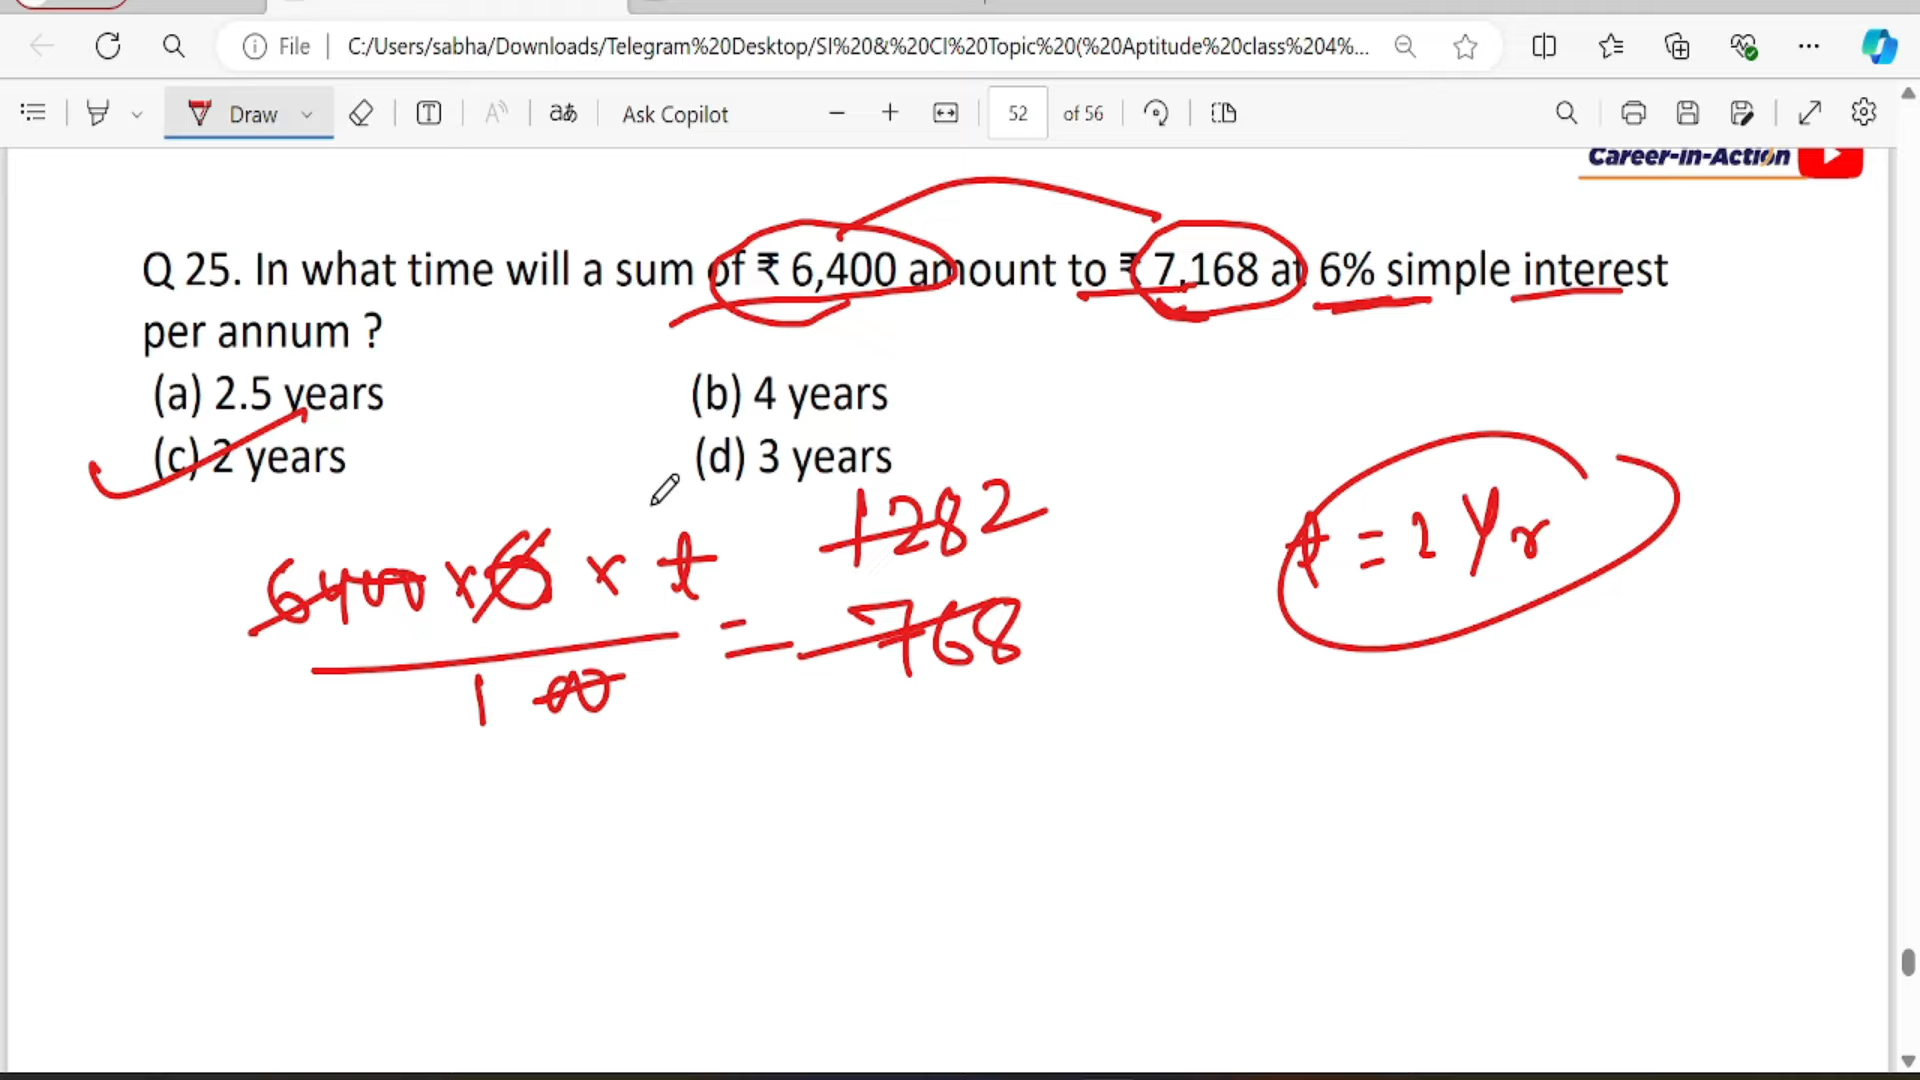 File C:/Users/sabha/Downloads/Telegram%20Desktop/SI%20&%20CI%20Topic%20(%20Aptitude%20class%204%...
Draw aあ Ask Copilot 52 of 56
Career-in-Action
Q 25. In what time will a sum of ₹ 6,400 amount to ₹ 7,168 at 6% simple interest
per annum ?
(a) 2.5 years (b) 4 years
(c) 2 years (d) 3 years
1282
6400 x 6 x t
= 768
100
t = 2 Yr